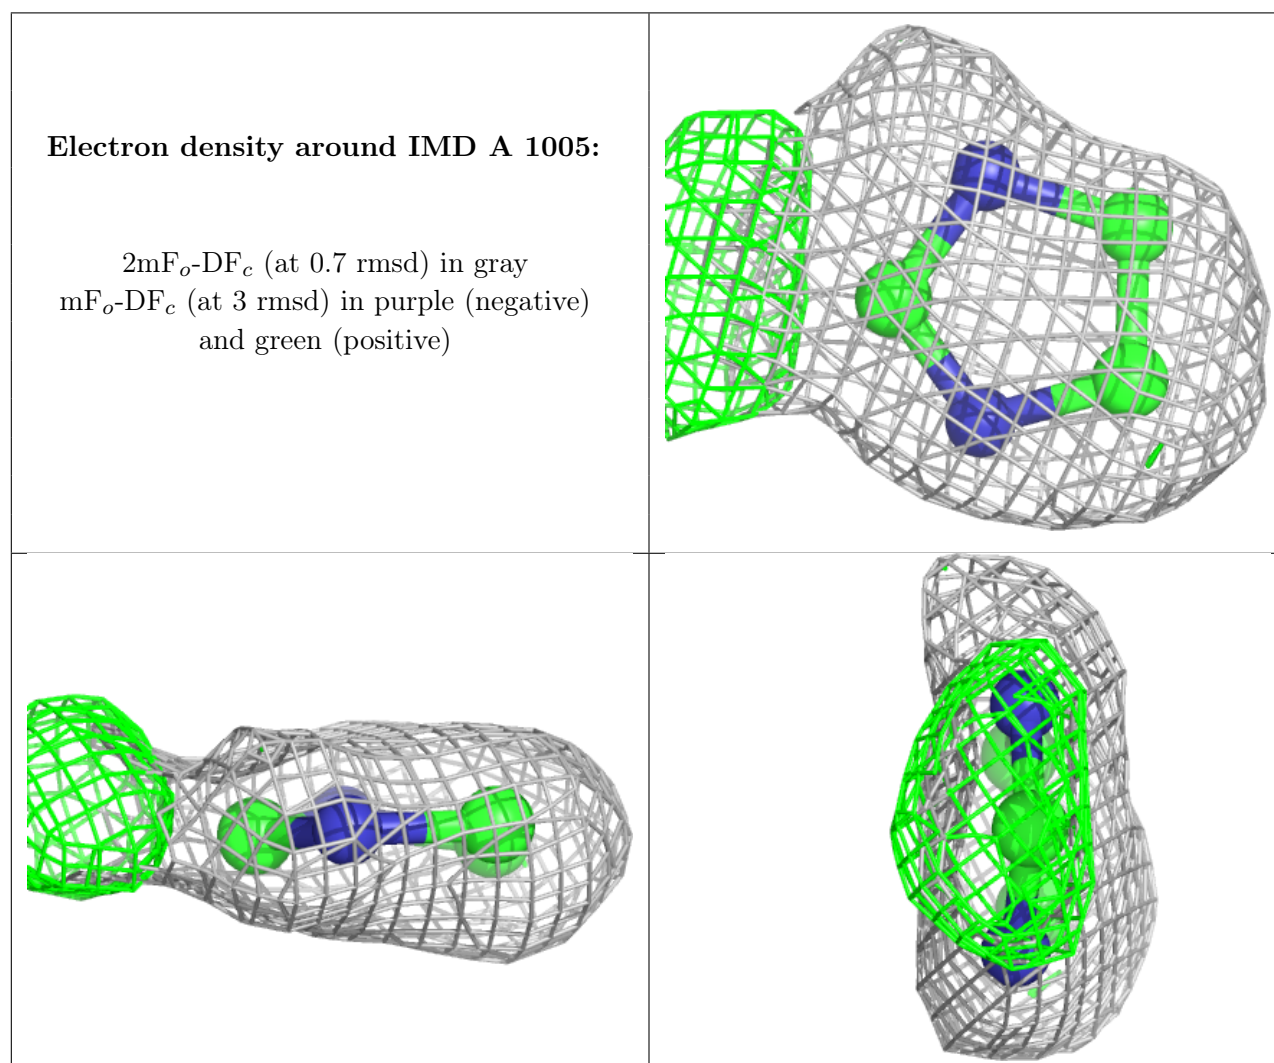 Electron density around IMD A 1005:
2mFo-DFc (at 0.7 rmsd) in gray
mFo-DFc (at 3 rmsd) in purple (negative)
and green (positive)